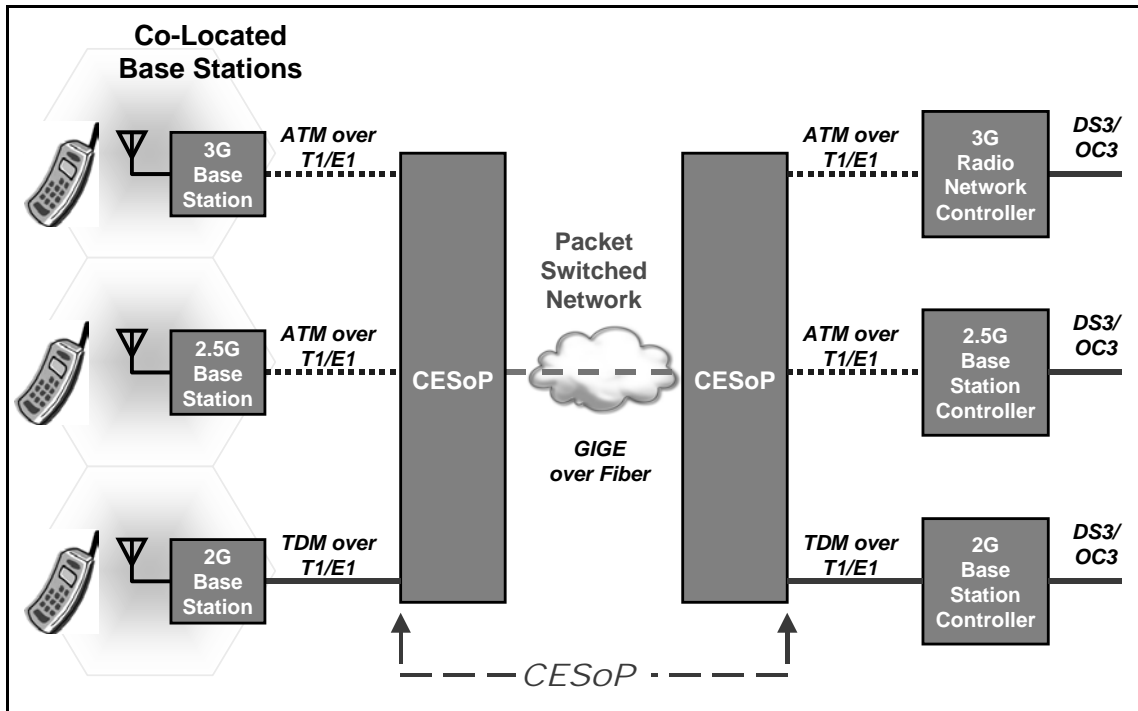 Co-Located
Base Stations
3G
Base
Station
ATM over
T1/E1
2.5G
Base
Station
ATM over
T1/E1
2G
Base
Station
TDM over
T1/E1
CESoP
Packet
Switched
Network
GIGE
over Fiber
CESoP
ATM over
T1/E1
3G
Radio
Network
Controller
DS3/
OC3
ATM over
T1/E1
2.5G
Base
Station
Controller
DS3/
OC3
TDM over
T1/E1
2G
Base
Station
Controller
DS3/
OC3
CESoP